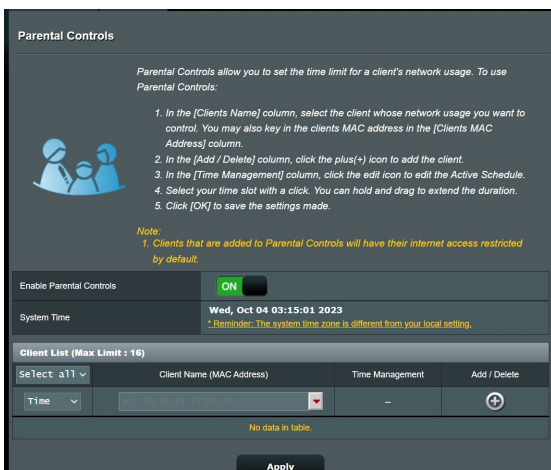 Parental Controls
Parental Controls allow you to set the time limit for a client's network usage. To use
Parental Controls:
1. In the [Clients Name] column, select the client whose network usage you want to
control. You may also key in the clients MAC address in the [Clients MAC
Address] column.
2. In the [Add / Delete] column, click the plus(+) icon to add the client.
3. In the [Time Management] column, click the edit icon to edit the Active Schedule.
4. Select your time slot with a click. You can hold and drag to extend the duration.
5. Click [OK] to save the settings made.
Note:
1. Clients that are added to Parental Controls will have their internet access restricted
by default.
Enable Parental Controls
ON
System Time
Wed, Oct 04 03:15:01 2023
* Reminder: The system time zone is different from your local setting.
Client List (Max Limit : 16)
Select all Client Name (MAC Address) Time Management Add / Delete
Time --
No data in table.
Apply